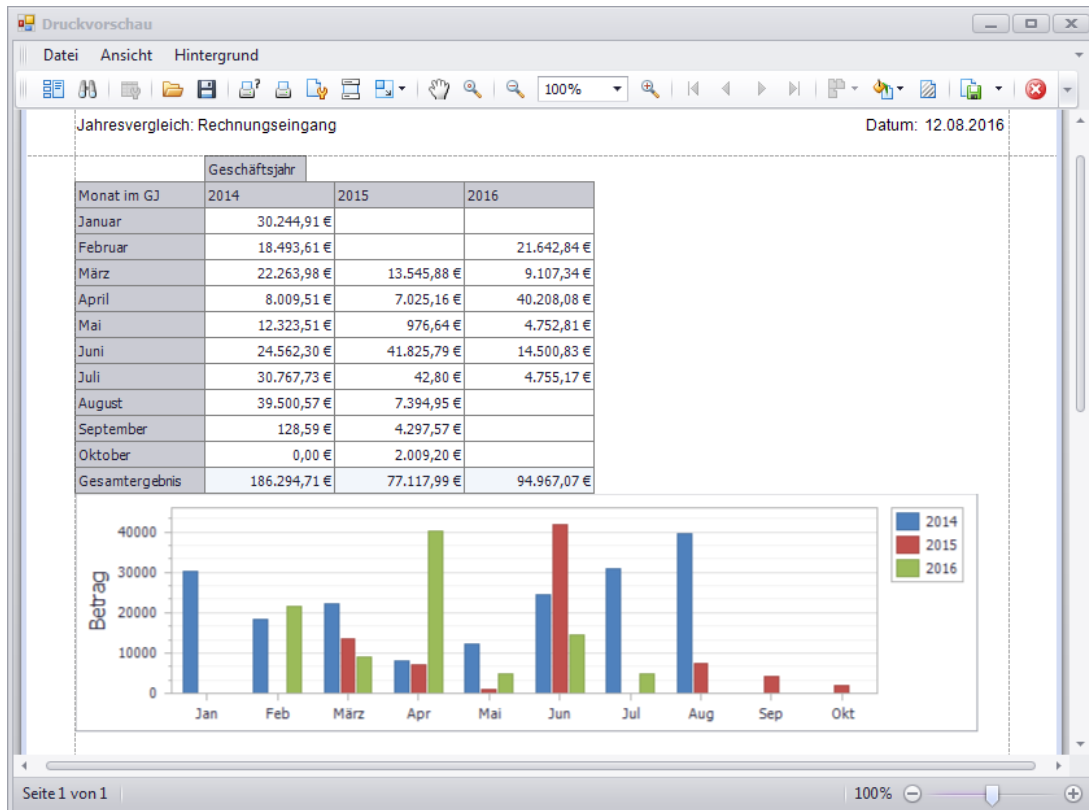 Druckvorschau
Datei Ansicht Hintergrund
100%
Jahresvergleich: Rechnungseingang Datum: 12.08.2016
Geschäftsjahr
Monat im GJ 2014 2015 2016
Januar 30.244,91 €
Februar 18.493,61 € 21.642,84 €
März 22.263,98 € 13.545,88 € 9.107,34 €
April 8.009,51 € 7.025,16 € 40.208,08 €
Mai 12.323,51 € 976,64 € 4.752,81 €
Juni 24.562,30 € 41.825,79 € 14.500,83 €
Juli 30.767,73 € 42,80 € 4.755,17 €
August 39.500,57 € 7.394,95 €
September 128,59 € 4.297,57 €
Oktober 0,00 € 2.009,20 €
Gesamtergebnis 186.294,71 € 77.117,99 € 94.967,07 €
Betrag
40000
30000
20000
10000
0
Jan Feb März Apr Mai Jun Jul Aug Sep Okt
2014
2015
2016
Seite 1 von 1 100%